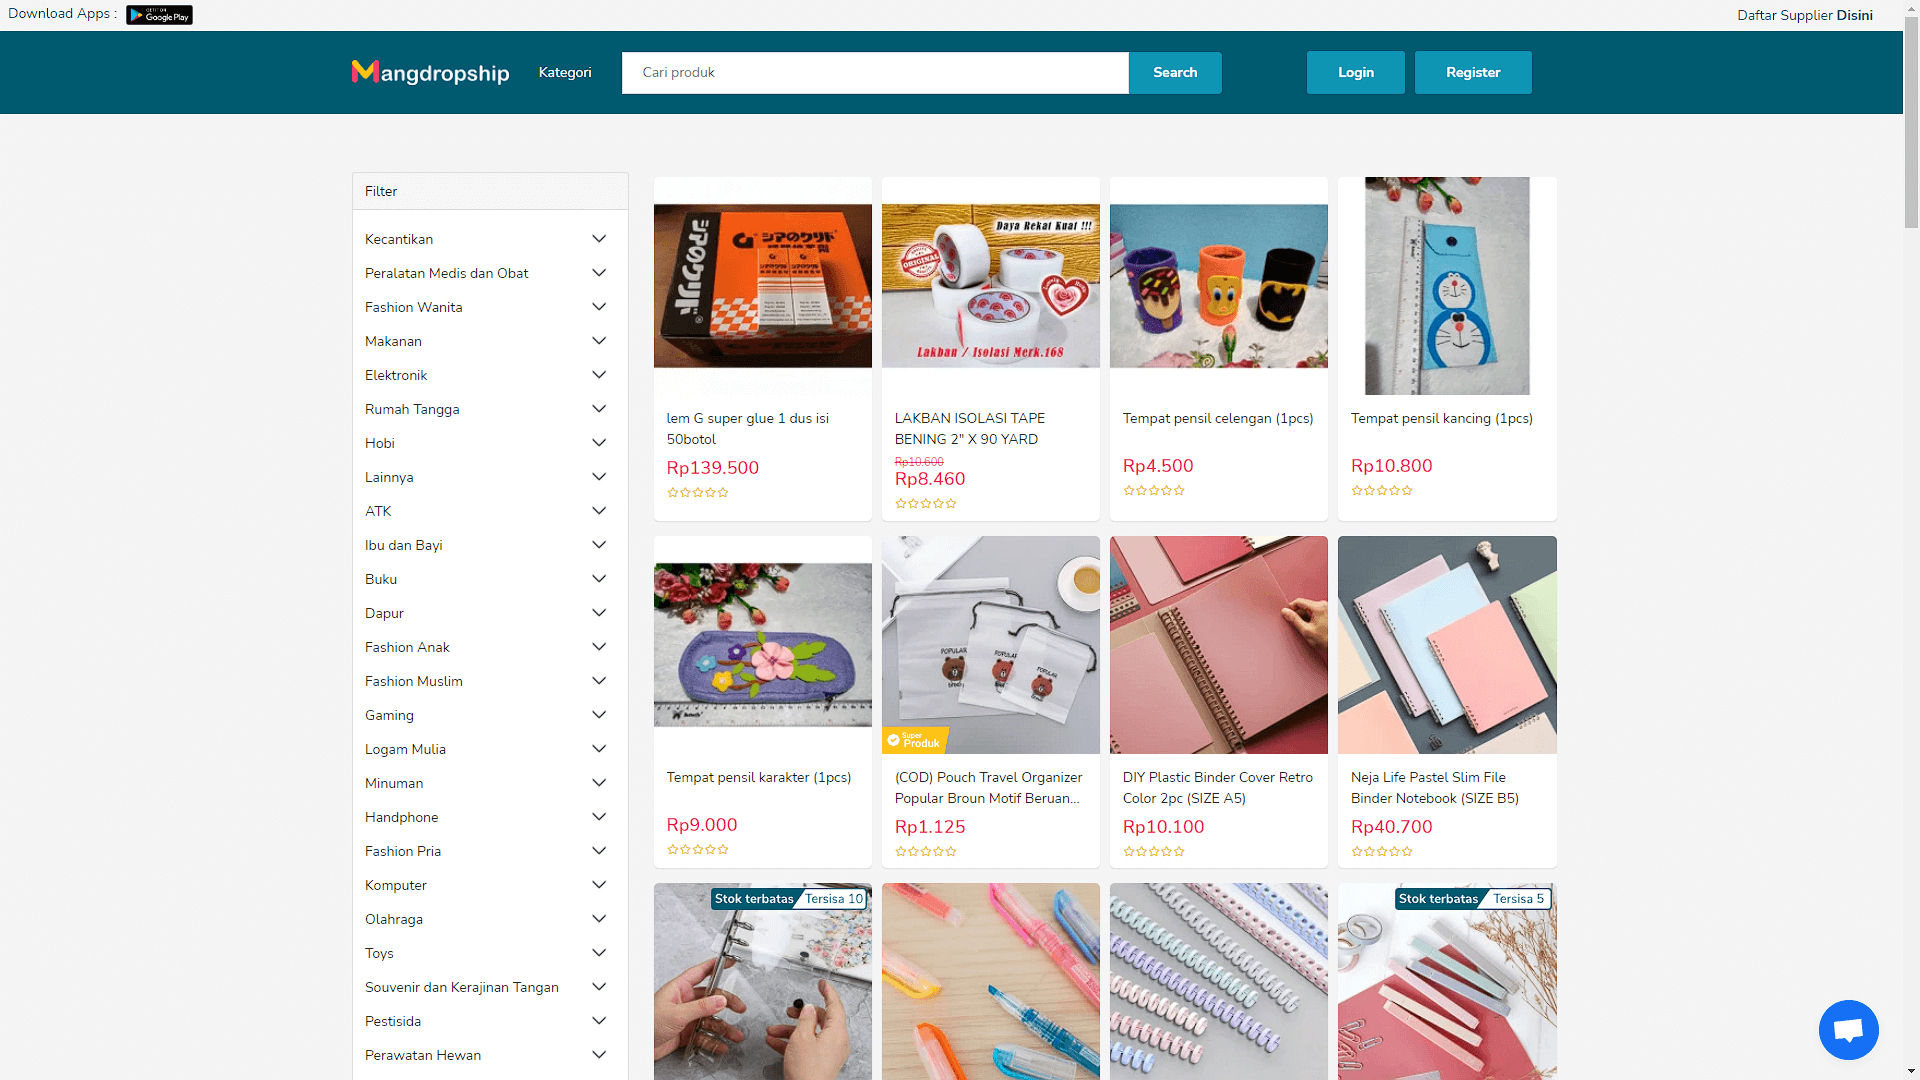 Download Apps :
GET IT ON
Google Play
Daftar Supplier Disini
Mangdropship
Kategori
Cari produk
Search
Login
Register
Filter
Kecantikan
Peralatan Medis dan Obat
Fashion Wanita
Makanan
Elektronik
Rumah Tangga
Hobi
Lainnya
ATK
Ibu dan Bayi
Buku
Dapur
Fashion Anak
Fashion Muslim
Gaming
Logam Mulia
Minuman
Handphone
Fashion Pria
Komputer
Olahraga
Toys
Souvenir dan Kerajinan Tangan
Pestisida
Perawatan Hewan
lem G super glue 1 dus isi
50botol
Rp139.500
Daya Rekat Kuat !!!
ORIGINAL
Lakban / Isolasi Merk.168
LAKBAN ISOLASI TAPE
BENING 2" X 90 YARD
Rp10.600
Rp8.460
Tempat pensil celengan (1pcs)
Rp4.500
Tempat pensil kancing (1pcs)
Rp10.800
Tempat pensil karakter (1pcs)
Rp9.000
POPULAR
POPULAR
POPULAR
Super
Produk
(COD) Pouch Travel Organizer
Popular Broun Motif Beruan...
Rp1.125
DIY Plastic Binder Cover Retro
Color 2pc (SIZE A5)
Rp10.100
Neja Life Pastel Slim File
Binder Notebook (SIZE B5)
Rp40.700
Stok terbatas Tersisa 10
Stok terbatas Tersisa 5